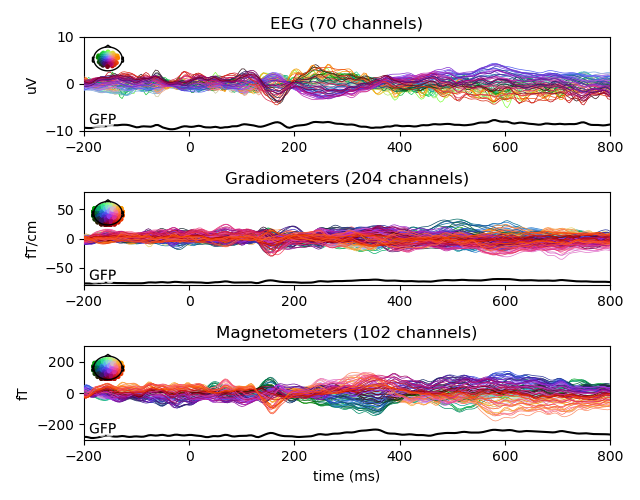 EEG (70 channels)
10
0
−10
uV
GFP
−200 0 200 400 600 800
Gradiometers (204 channels)
50
0
−50
fT/cm
GFP
−200 0 200 400 600 800
Magnetometers (102 channels)
200
0
−200
fT
GFP
−200 0 200 400 600 800
time (ms)